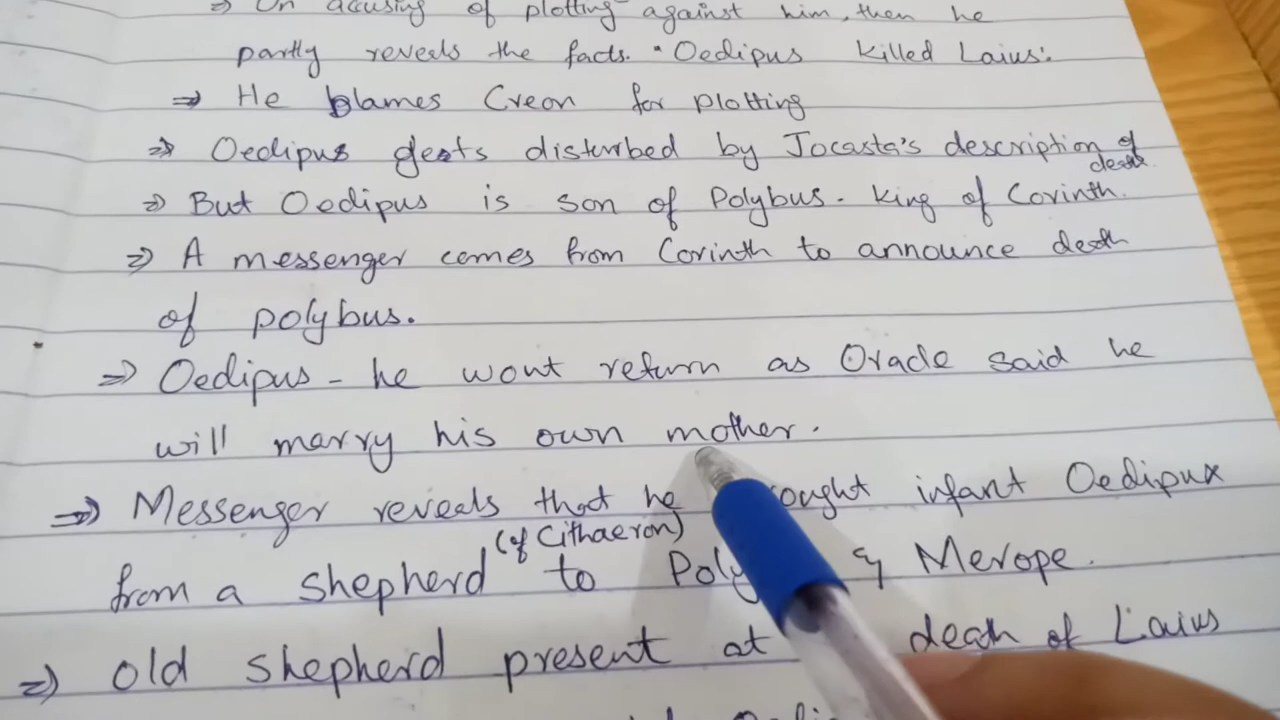 ⇒ On accusing of plotting against him, then he
partly reveals the facts. "Oedipus killed Laius".
⇒ He blames Creon for plotting
⇒ Oedipus gets disturbed by Jocasta's description of
death.
⇒ But Oedipus is son of Polybus. King of Corinth.
⇒ A messenger comes from Corinth to announce death
of polybus.
⇒ Oedipus - he wont return as Oracle said he
will marry his own mother.
⇒ Messenger reveals that he infant Oedipux
(of Cithaeron)
from a shepherd to & Merope.
⇒ old shepherd present at death of Laius